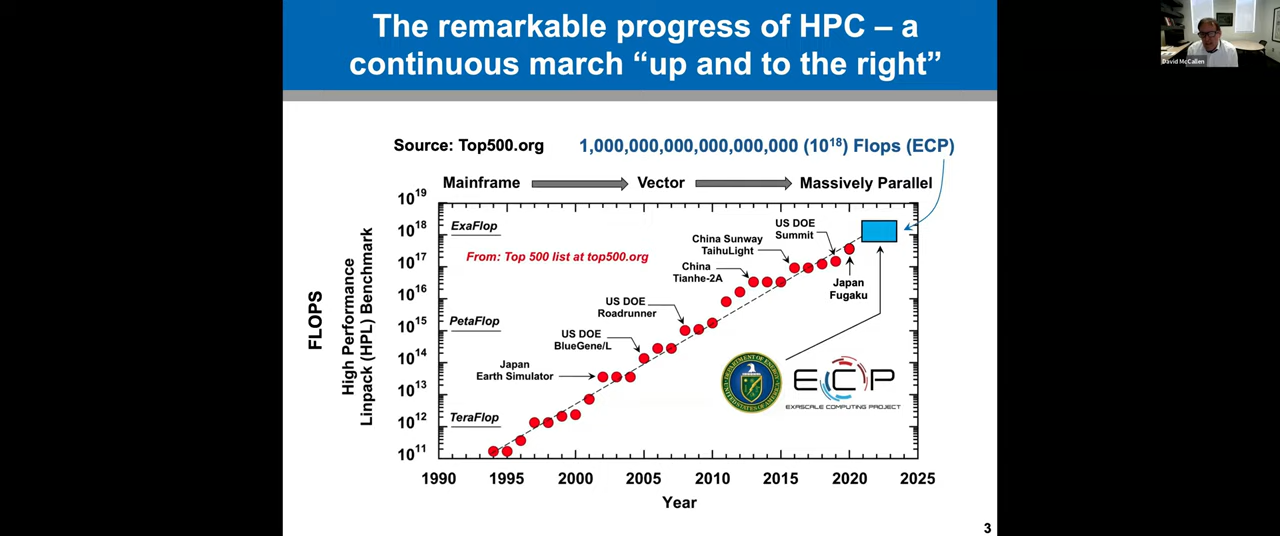 The remarkable progress of HPC – a
continuous march “up and to the right”
David McCallen
Source: Top500.org
1,000,000,000,000,000,000 (10¹⁸) Flops (ECP)
Mainframe
Vector
Massively Parallel
10¹⁹
10¹⁸
10¹⁷
10¹⁶
10¹⁵
10¹⁴
10¹³
10¹²
10¹¹
FLOPS
High Performance
Linpack (HPL) Benchmark
ExaFlop
PetaFlop
TeraFlop
From: Top 500 list at top500.org
Japan
Earth Simulator
US DOE
BlueGene/L
US DOE
Roadrunner
China
Tianhe-2A
China Sunway
TaihuLight
US DOE
Summit
Japan
Fugaku
ECP
EXASCALE COMPUTING PROJECT
1990
1995
2000
2005
2010
2015
2020
2025
Year
3